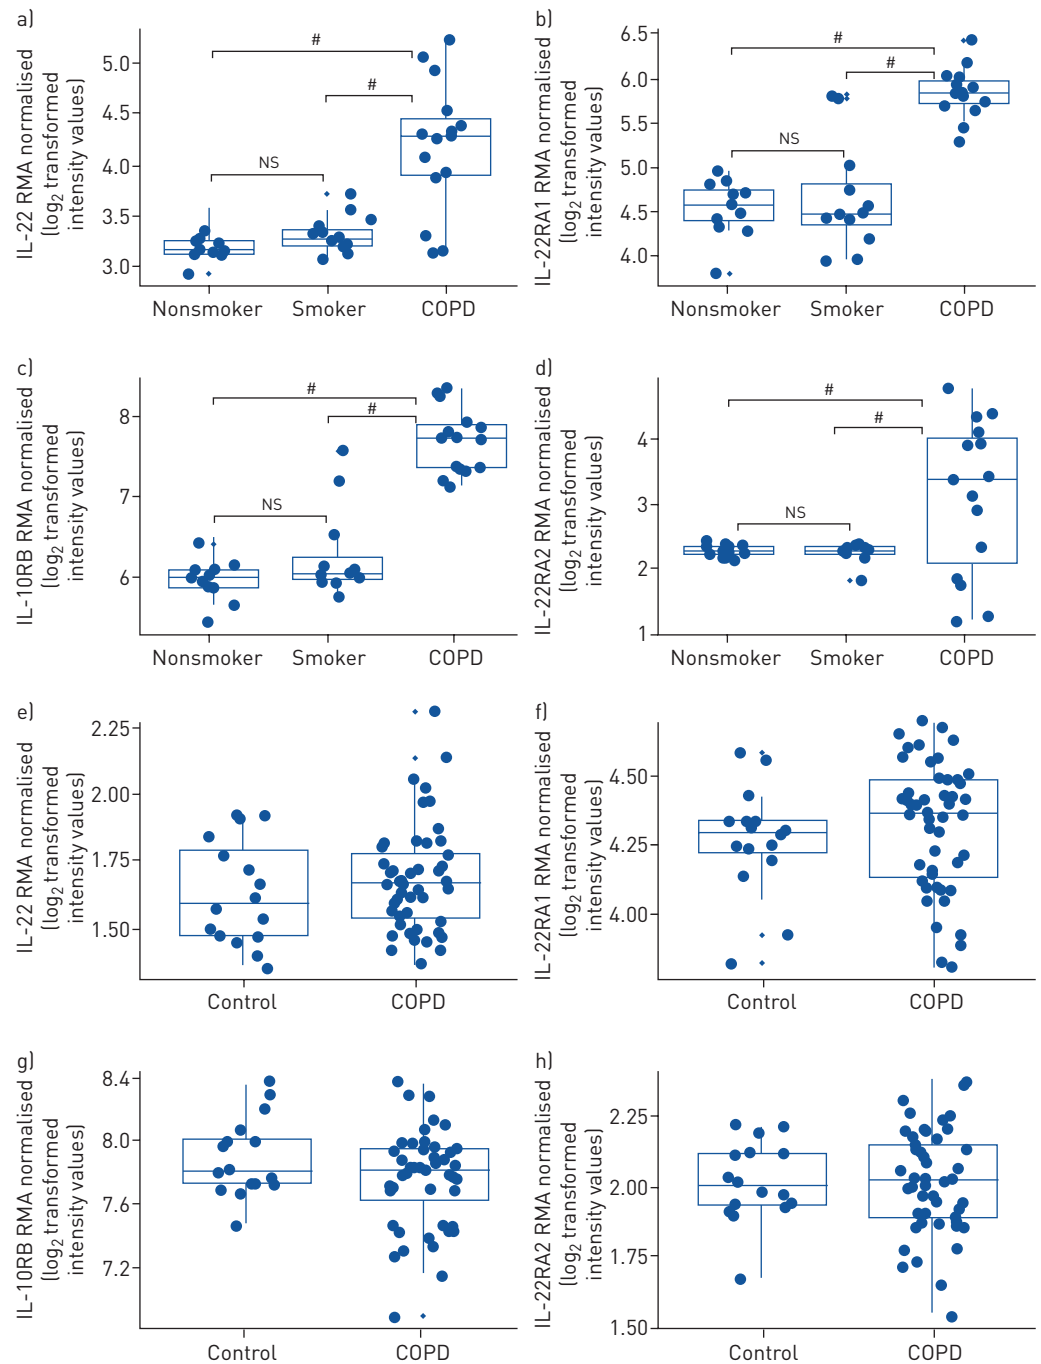 a)
IL-22 RMA normalised
(log2 transformed
intensity values)
5.0
4.5
4.0
3.5
3.0
#
#
NS
Nonsmoker Smoker COPD
b)
IL-22RA1 RMA normalised
(log2 transformed
intensity values)
6.5
6.0
5.5
5.0
4.5
4.0
#
#
NS
Nonsmoker Smoker COPD
c)
IL-10RB RMA normalised
(log2 transformed
intensity values)
8
7
6
#
#
NS
Nonsmoker Smoker COPD
d)
IL-22RA2 RMA normalised
(log2 transformed
intensity values)
4
3
2
1
#
#
NS
Nonsmoker Smoker COPD
e)
IL-22 RMA normalised
(log2 transformed
intensity values)
2.25
2.00
1.75
1.50
Control COPD
f)
IL-22RA1 RMA normalised
(log2 transformed
intensity values)
4.50
4.25
4.00
Control COPD
g)
IL-10RB RMA normalised
(log2 transformed
intensity values)
8.4
8.0
7.6
7.2
Control COPD
h)
IL-22RA2 RMA normalised
(log2 transformed
intensity values)
2.25
2.00
1.75
1.50
Control COPD